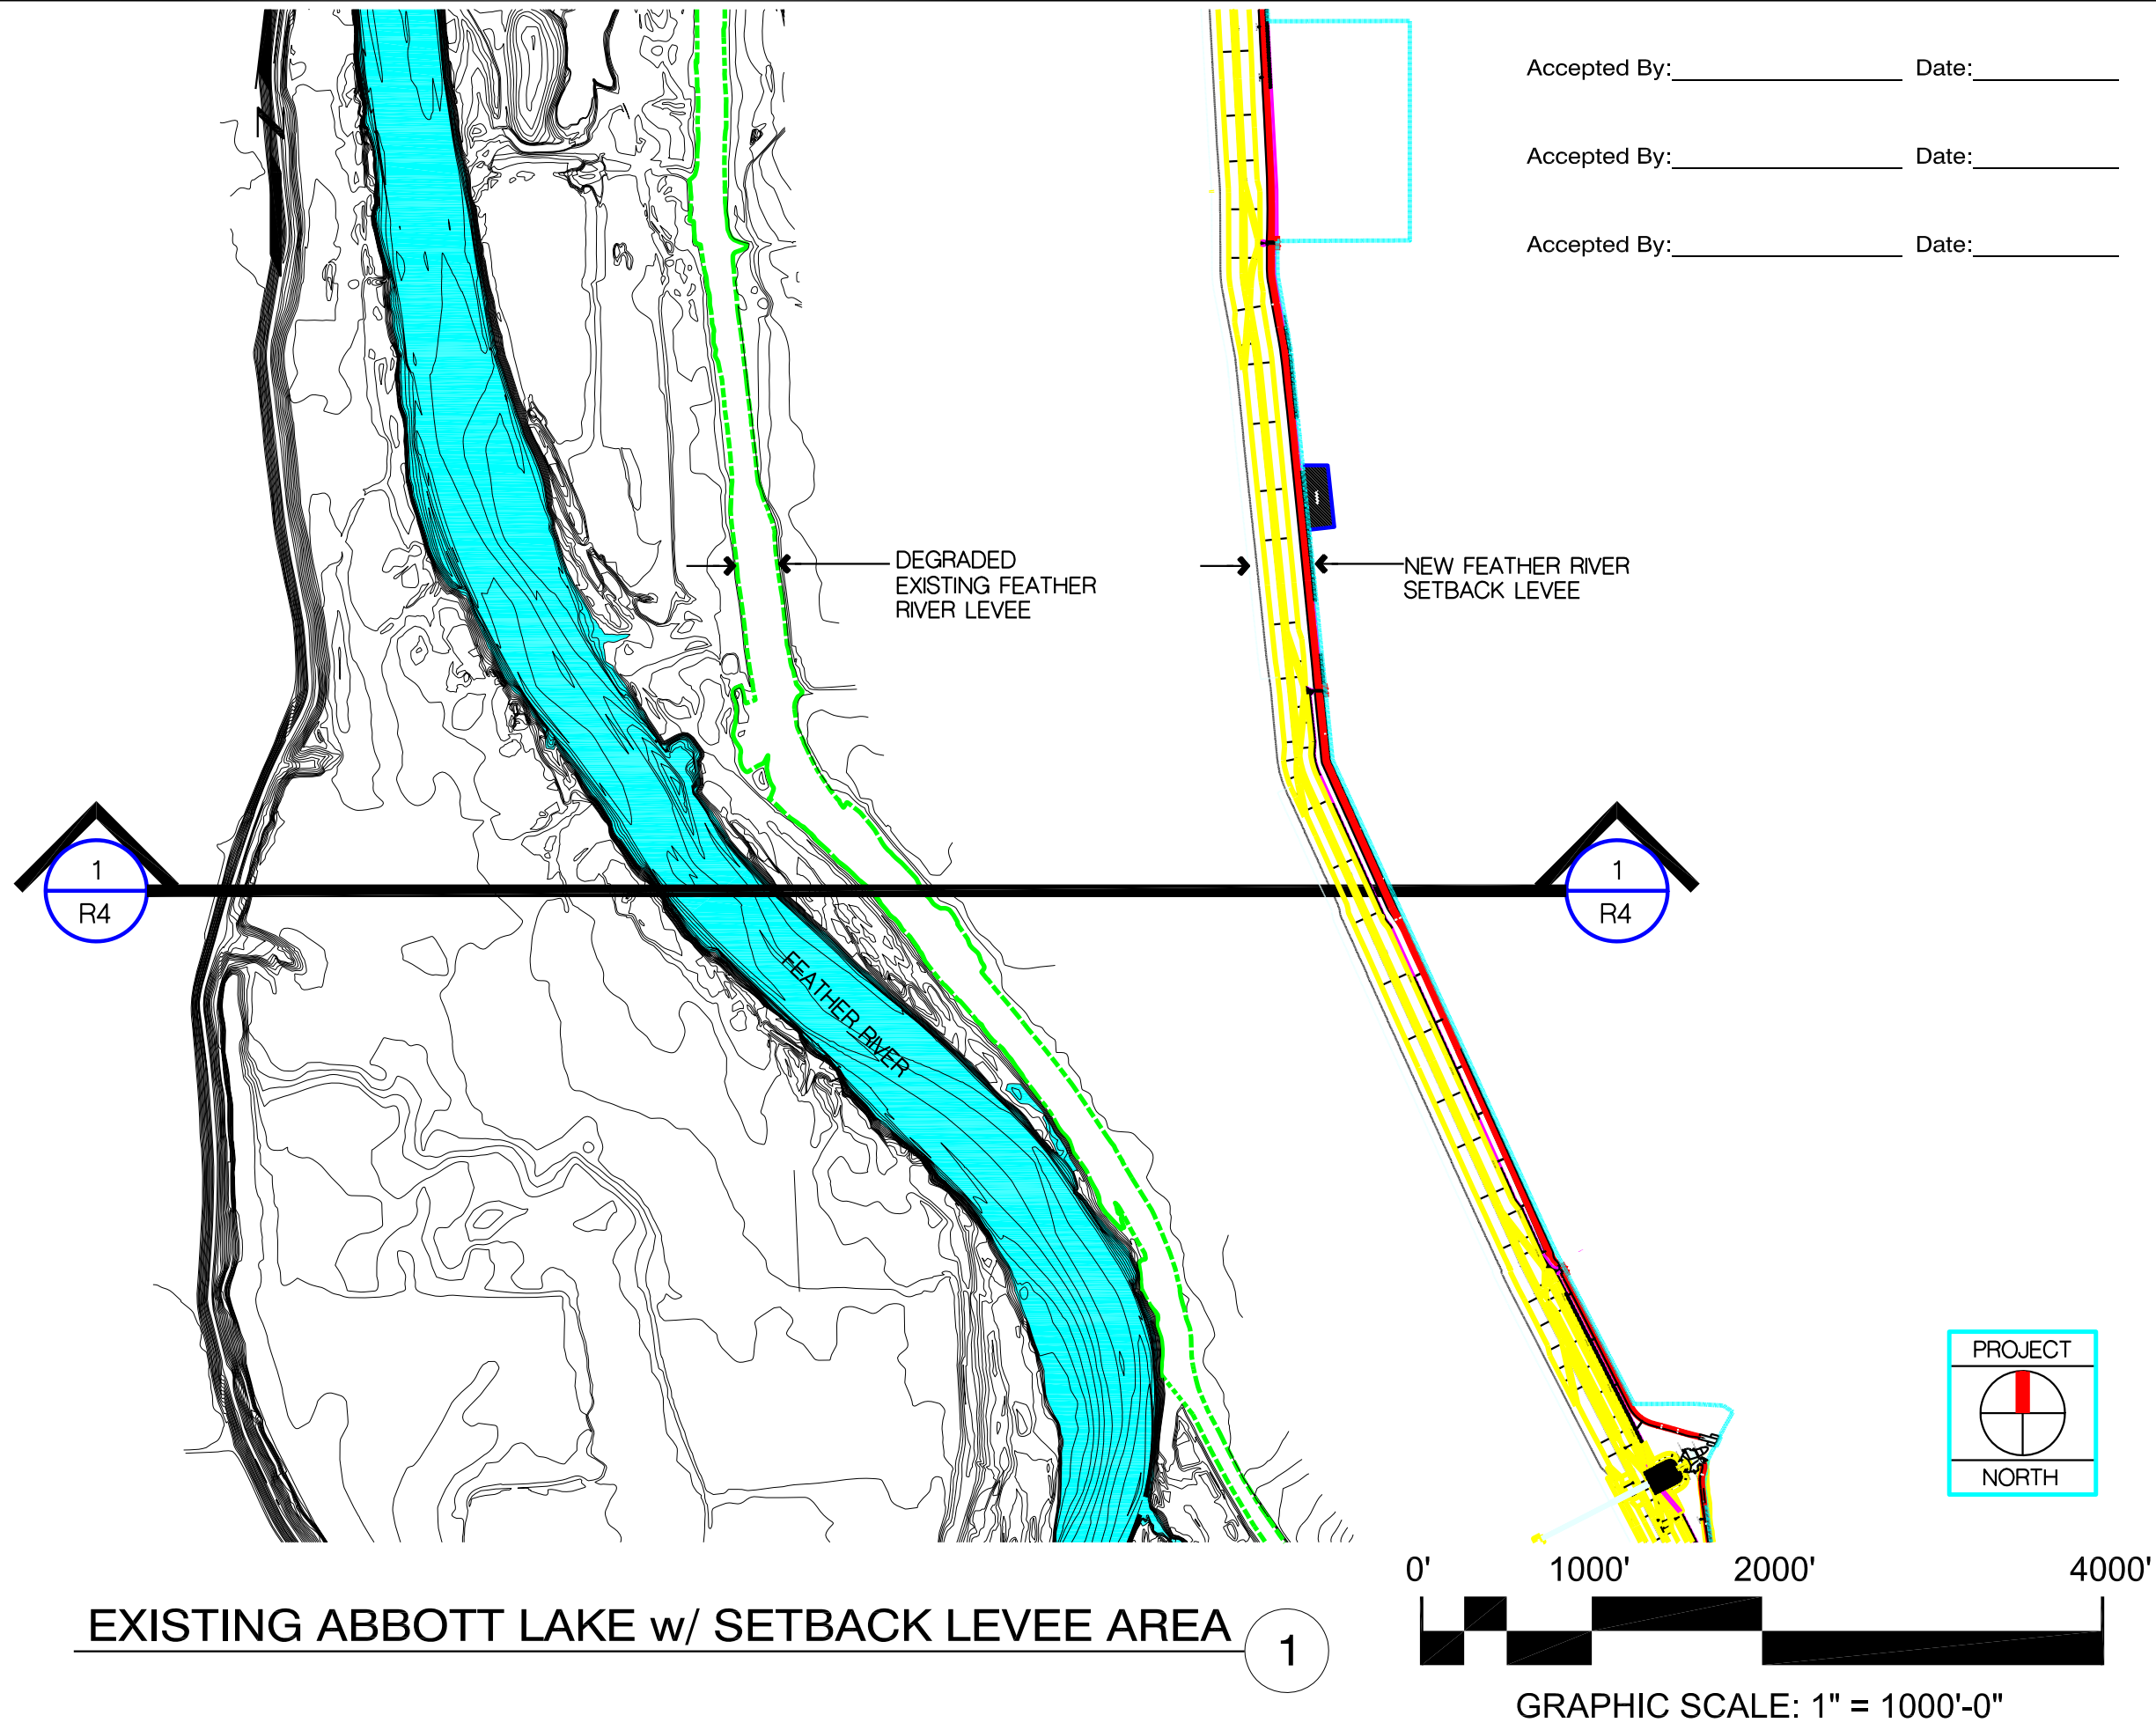 Accepted By: Date:
Accepted By: Date:
Accepted By: Date:
DEGRADED
EXISTING FEATHER
RIVER LEVEE
NEW FEATHER RIVER
SETBACK LEVEE
1
R4
1
R4
FEATHER RIVER
PROJECT
NORTH
0' 1000' 2000' 4000'
EXISTING ABBOTT LAKE w/ SETBACK LEVEE AREA 1
GRAPHIC SCALE: 1" = 1000'-0"